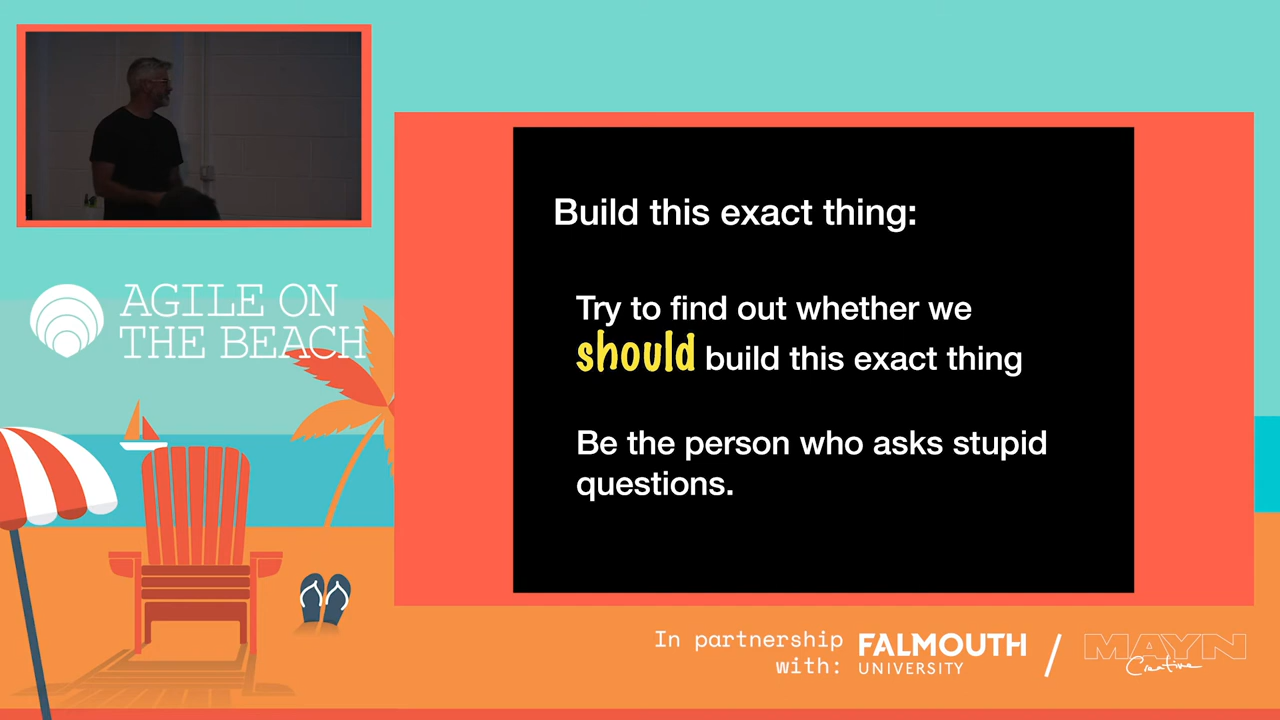 AGILE ON
THE BEACH
Build this exact thing:
Try to find out whether we
should build this exact thing
Be the person who asks stupid
questions.
In partnership
with:
FALMOUTH
UNIVERSITY
/
MAYN
Creative